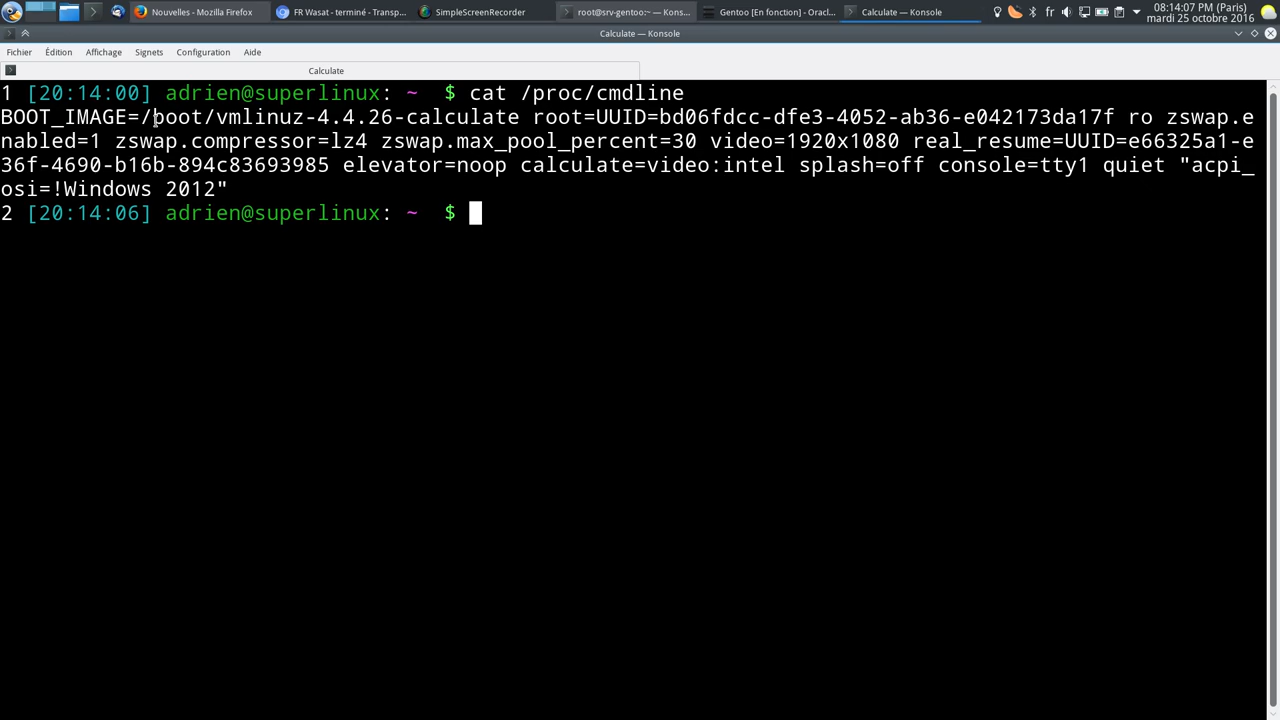 Nouvelles - Mozilla Firefox
FR Wasat - terminé - Transp...
SimpleScreenRecorder
root@srv-gentoo:~ — Kons...
Gentoo [En fonction] - Oracl...
Calculate — Konsole
fr
08:14:07 PM (Paris)
mardi 25 octobre 2016
Calculate — Konsole
Fichier Édition Affichage Signets Configuration Aide
Calculate
1 [20:14:00] adrien@superlinux: ~ $ cat /proc/cmdline
BOOT_IMAGE=/boot/vmlinuz-4.4.26-calculate root=UUID=bd06fdcc-dfe3-4052-ab36-e042173da17f ro zswap.e
nabled=1 zswap.compressor=lz4 zswap.max_pool_percent=30 video=1920x1080 real_resume=UUID=e66325a1-e
36f-4690-b16b-894c83693985 elevator=noop calculate=video:intel splash=off console=tty1 quiet "acpi_
osi=!Windows 2012"
2 [20:14:06] adrien@superlinux: ~ $